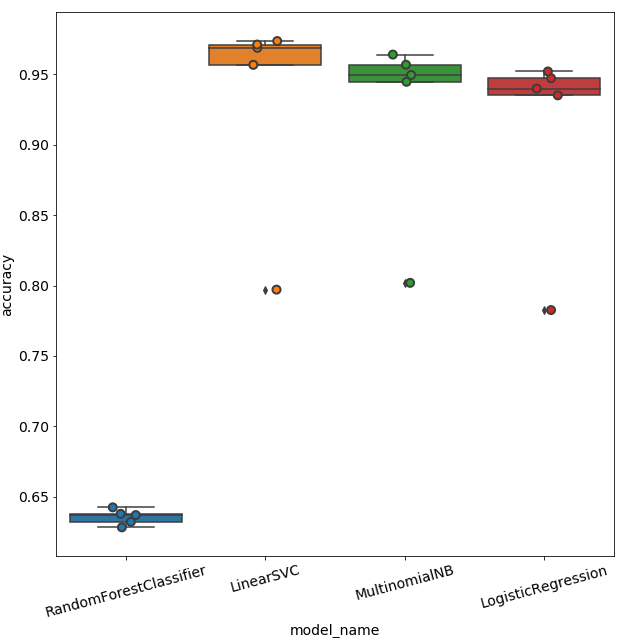 accuracy
0.95
0.90
0.85
0.80
0.75
0.70
0.65
RandomForestClassifier
LinearSVC
MultinomialNB
LogisticRegression
model_name